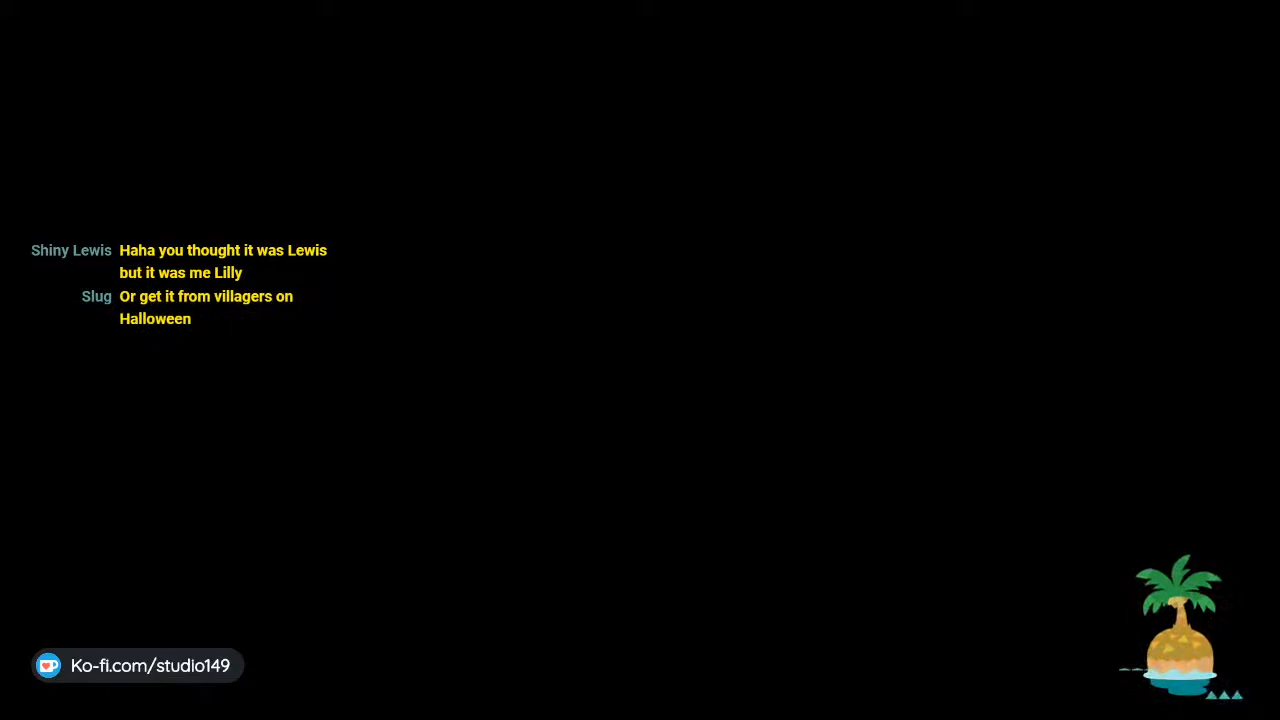 Shiny Lewis Haha you thought it was Lewis
but it was me Lilly
Slug Or get it from villagers on
Halloween
Ko-fi.com/studio149